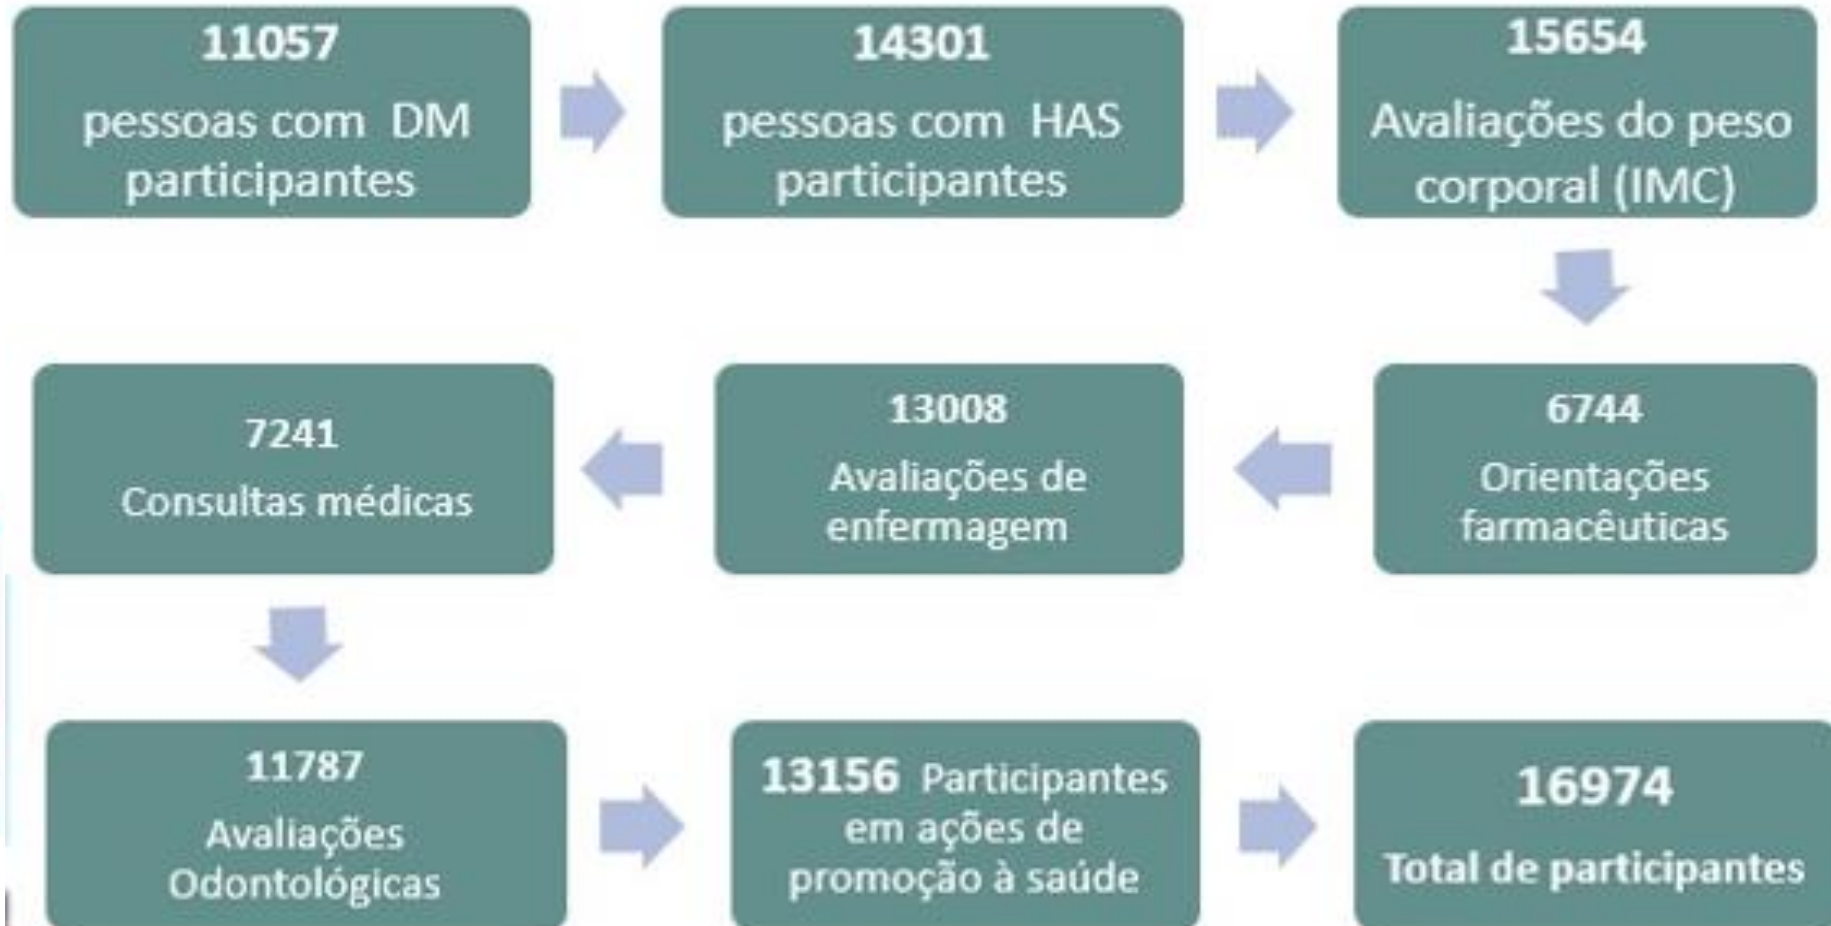 11057
pessoas com DM
participantes
14301
pessoas com HAS
participantes
15654
Avaliações do peso
corporal (IMC)
6744
Orientações
farmacêuticas
13008
Avaliações de
enfermagem
7241
Consultas médicas
11787
Avaliações
Odontológicas
13156 Participantes
em ações de
promoção à saúde
16974
Total de participantes